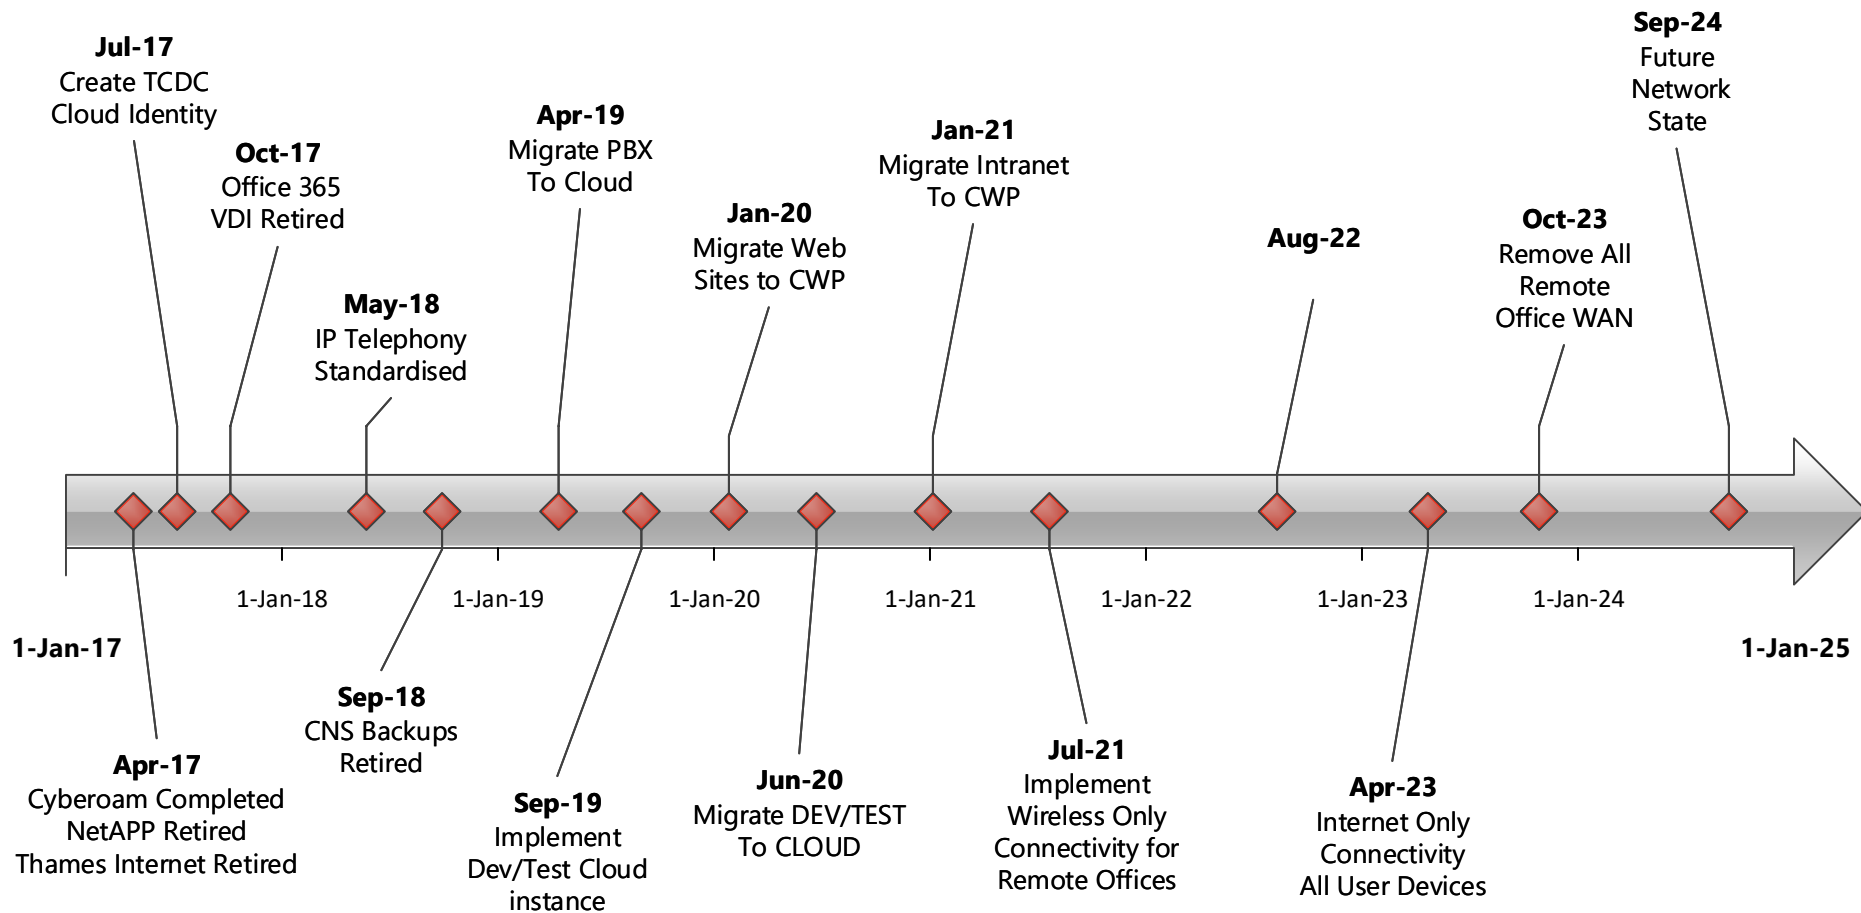 Jul-17
Create TCDC
Cloud Identity
Oct-17
Office 365
VDI Retired
May-18
IP Telephony
Standardised
Apr-19
Migrate PBX
To Cloud
Jan-20
Migrate Web
Sites to CWP
Jan-21
Migrate Intranet
To CWP
Aug-22
Oct-23
Remove All
Remote
Office WAN
Sep-24
Future
Network
State
1-Jan-18
1-Jan-19
1-Jan-20
1-Jan-21
1-Jan-22
1-Jan-23
1-Jan-24
1-Jan-17
1-Jan-25
Apr-17
Cyberoam Completed
NetAPP Retired
Thames Internet Retired
Sep-18
CNS Backups
Retired
Sep-19
Implement
Dev/Test Cloud
instance
Jun-20
Migrate DEV/TEST
To CLOUD
Jul-21
Implement
Wireless Only
Connectivity for
Remote Offices
Apr-23
Internet Only
Connectivity
All User Devices